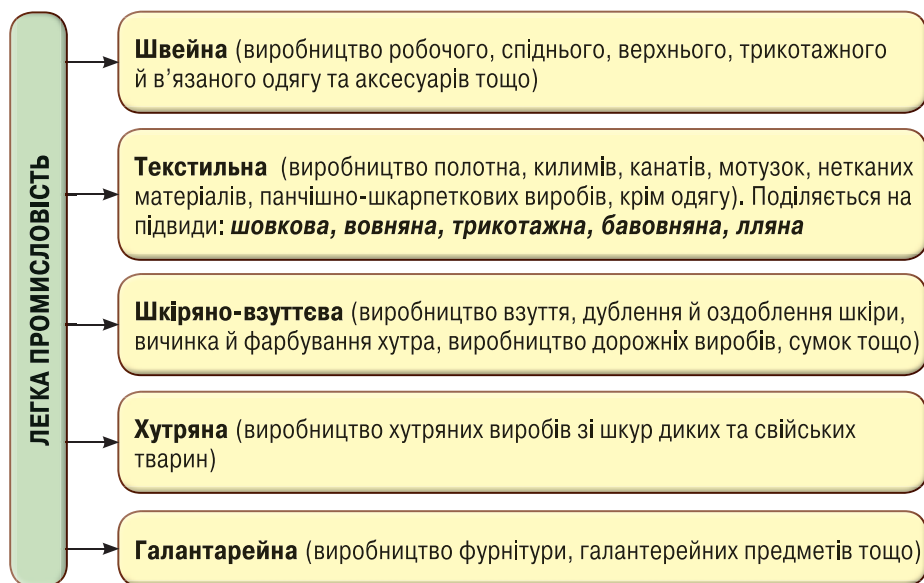 ЛЕГКА ПРОМИСЛОВІСТЬ
Швейна (виробництво робочого, спіднього, верхнього, трикотажного
й в’язаного одягу та аксесуарів тощо)
Текстильна (виробництво полотна, килимів, канатів, мотузок, нетканих
матеріалів, панчішно-шкарпеткових виробів, крім одягу). Поділяється на
підвиди: шовкова, вовняна, трикотажна, бавовняна, лляна
Шкіряно-взуттєва (виробництво взуття, дублення й оздоблення шкіри,
вичинка й фарбування хутра, виробництво дорожніх виробів, сумок тощо)
Хутряна (виробництво хутряних виробів зі шкур диких та свійських
тварин)
Галантарейна (виробництво фурнітури, галантерейних предметів тощо)